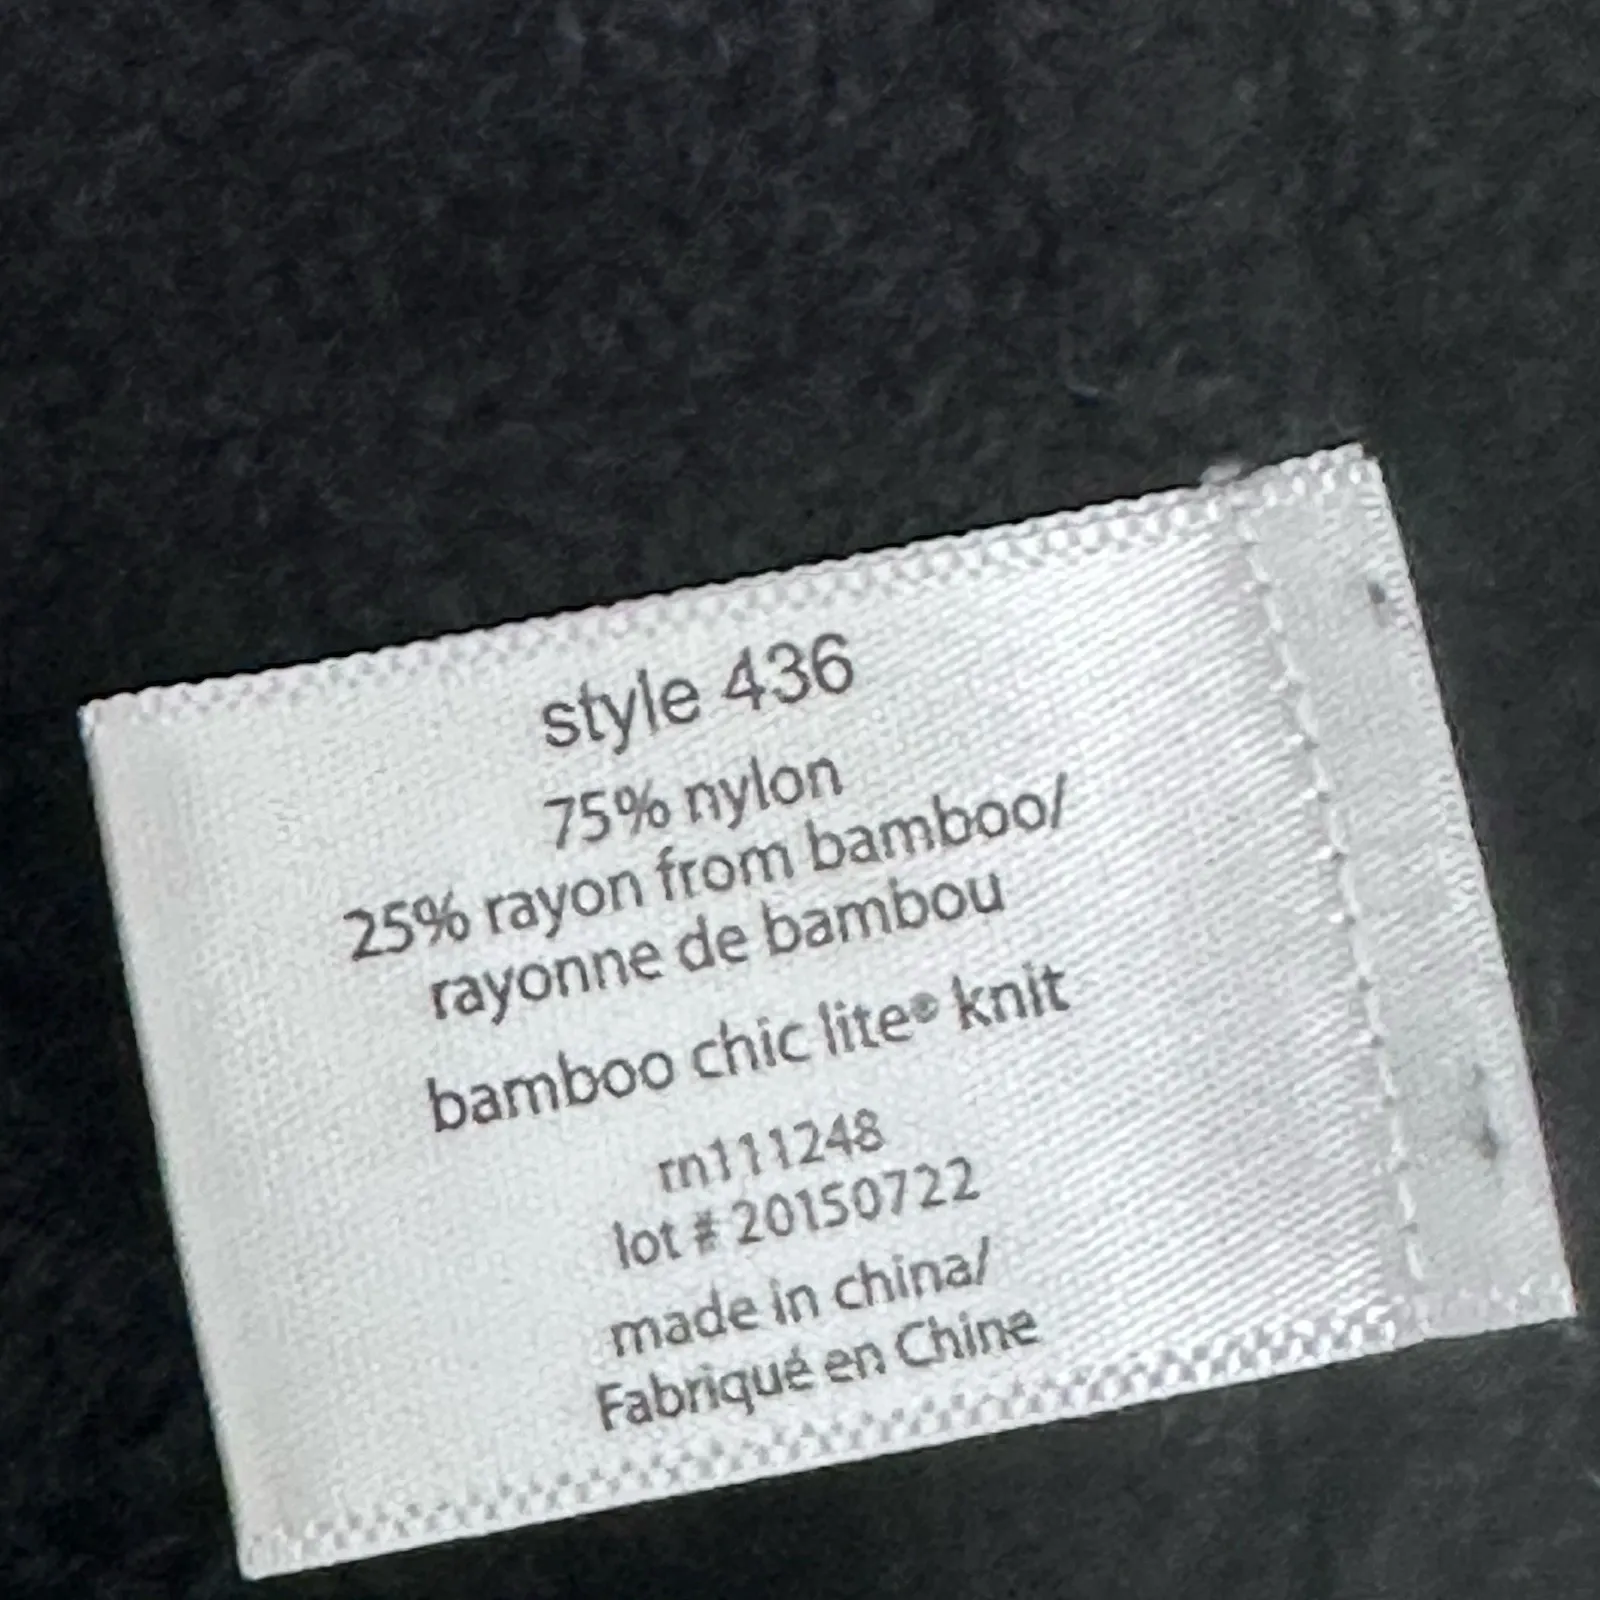 style 436
75% nylon
25% rayon from bamboo/
rayonne de bambou
bamboo chic lite® knit
rn111248
lot # 20150722
made in china/
Fabriqué en Chine